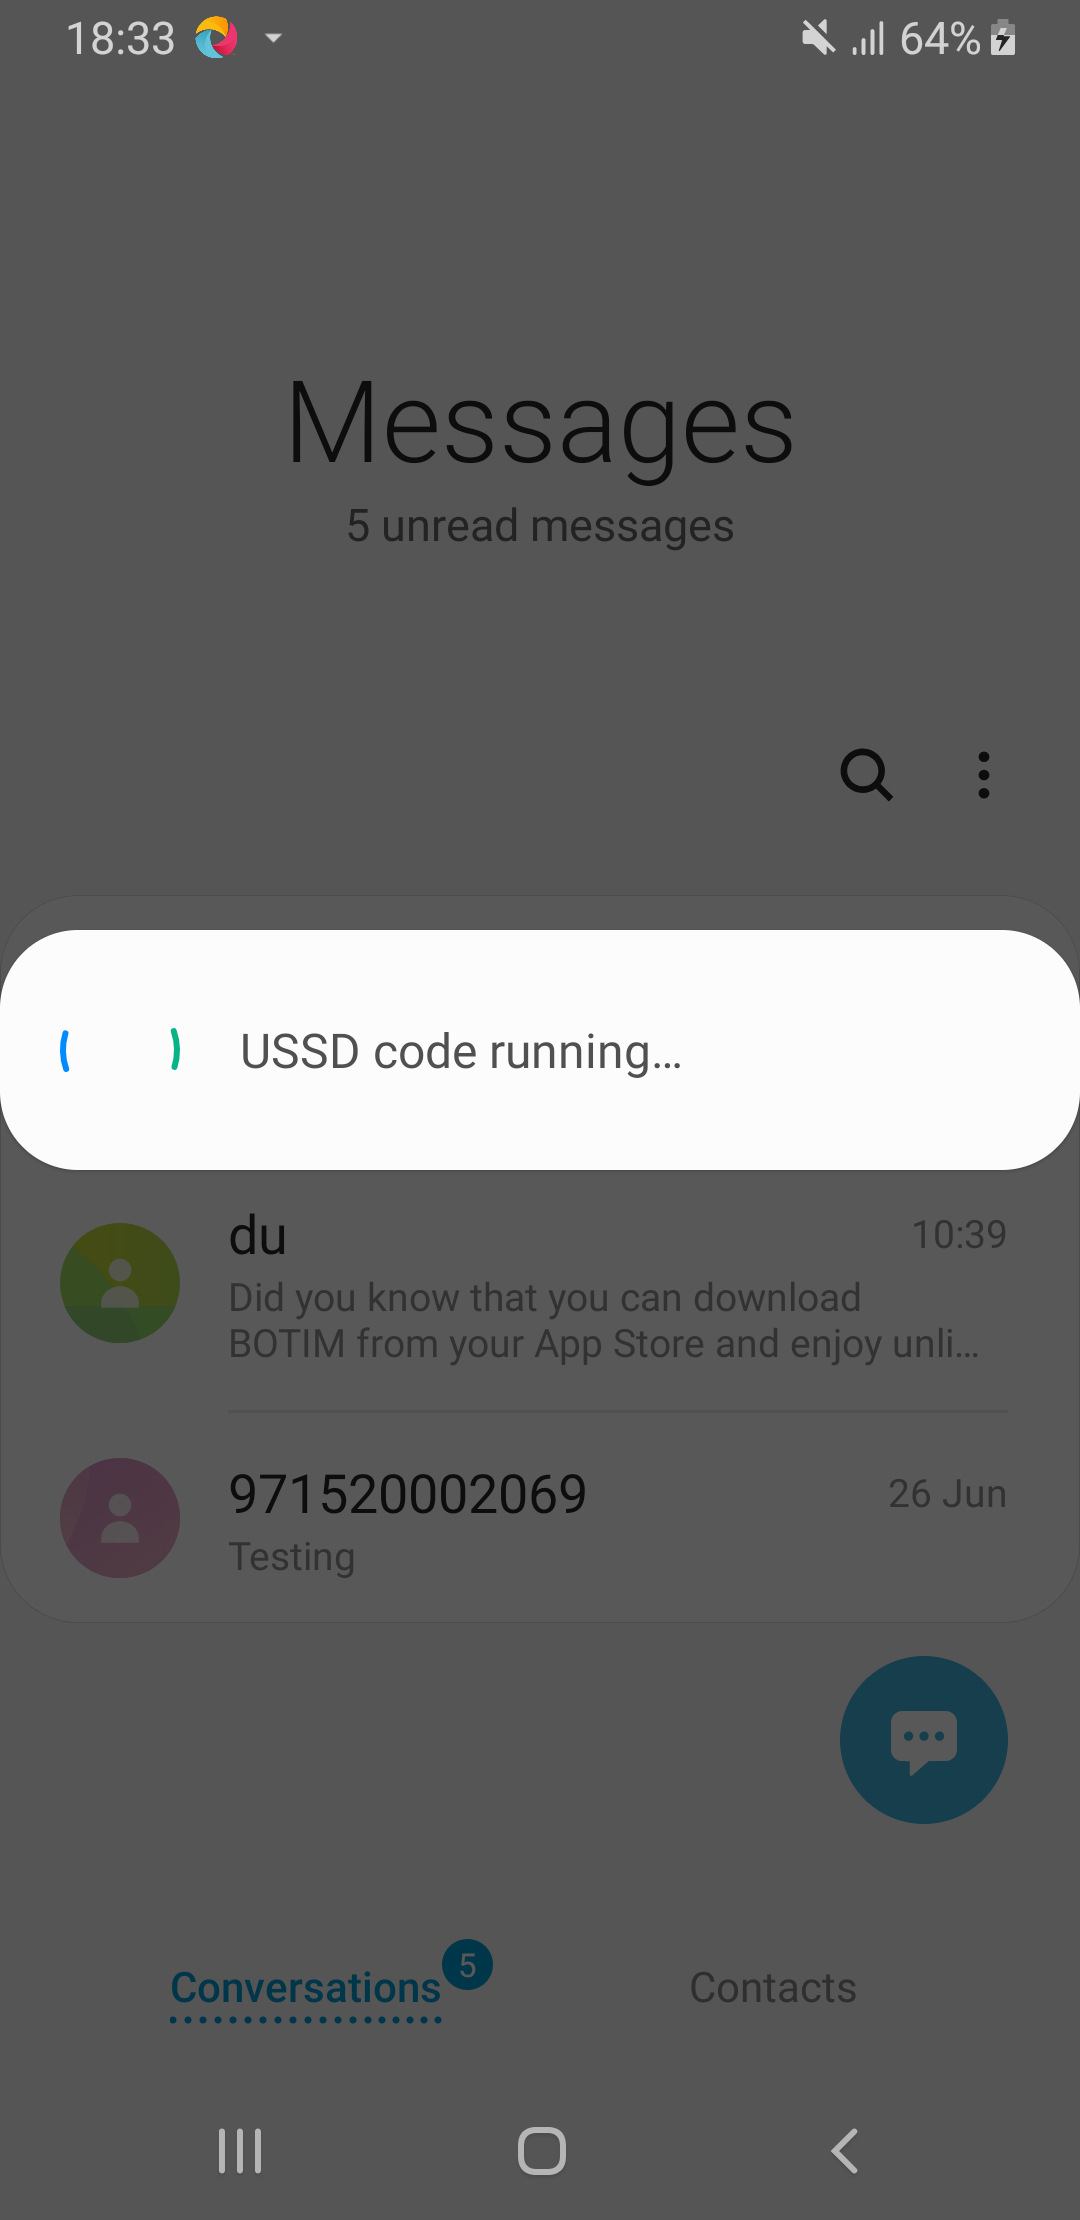 18:33
64%
Messages
5 unread messages
USSD code running...
du
10:39
Did you know that you can download
BOTIM from your App Store and enjoy unli...
971520002069
26 Jun
Testing
Conversations
5
Contacts